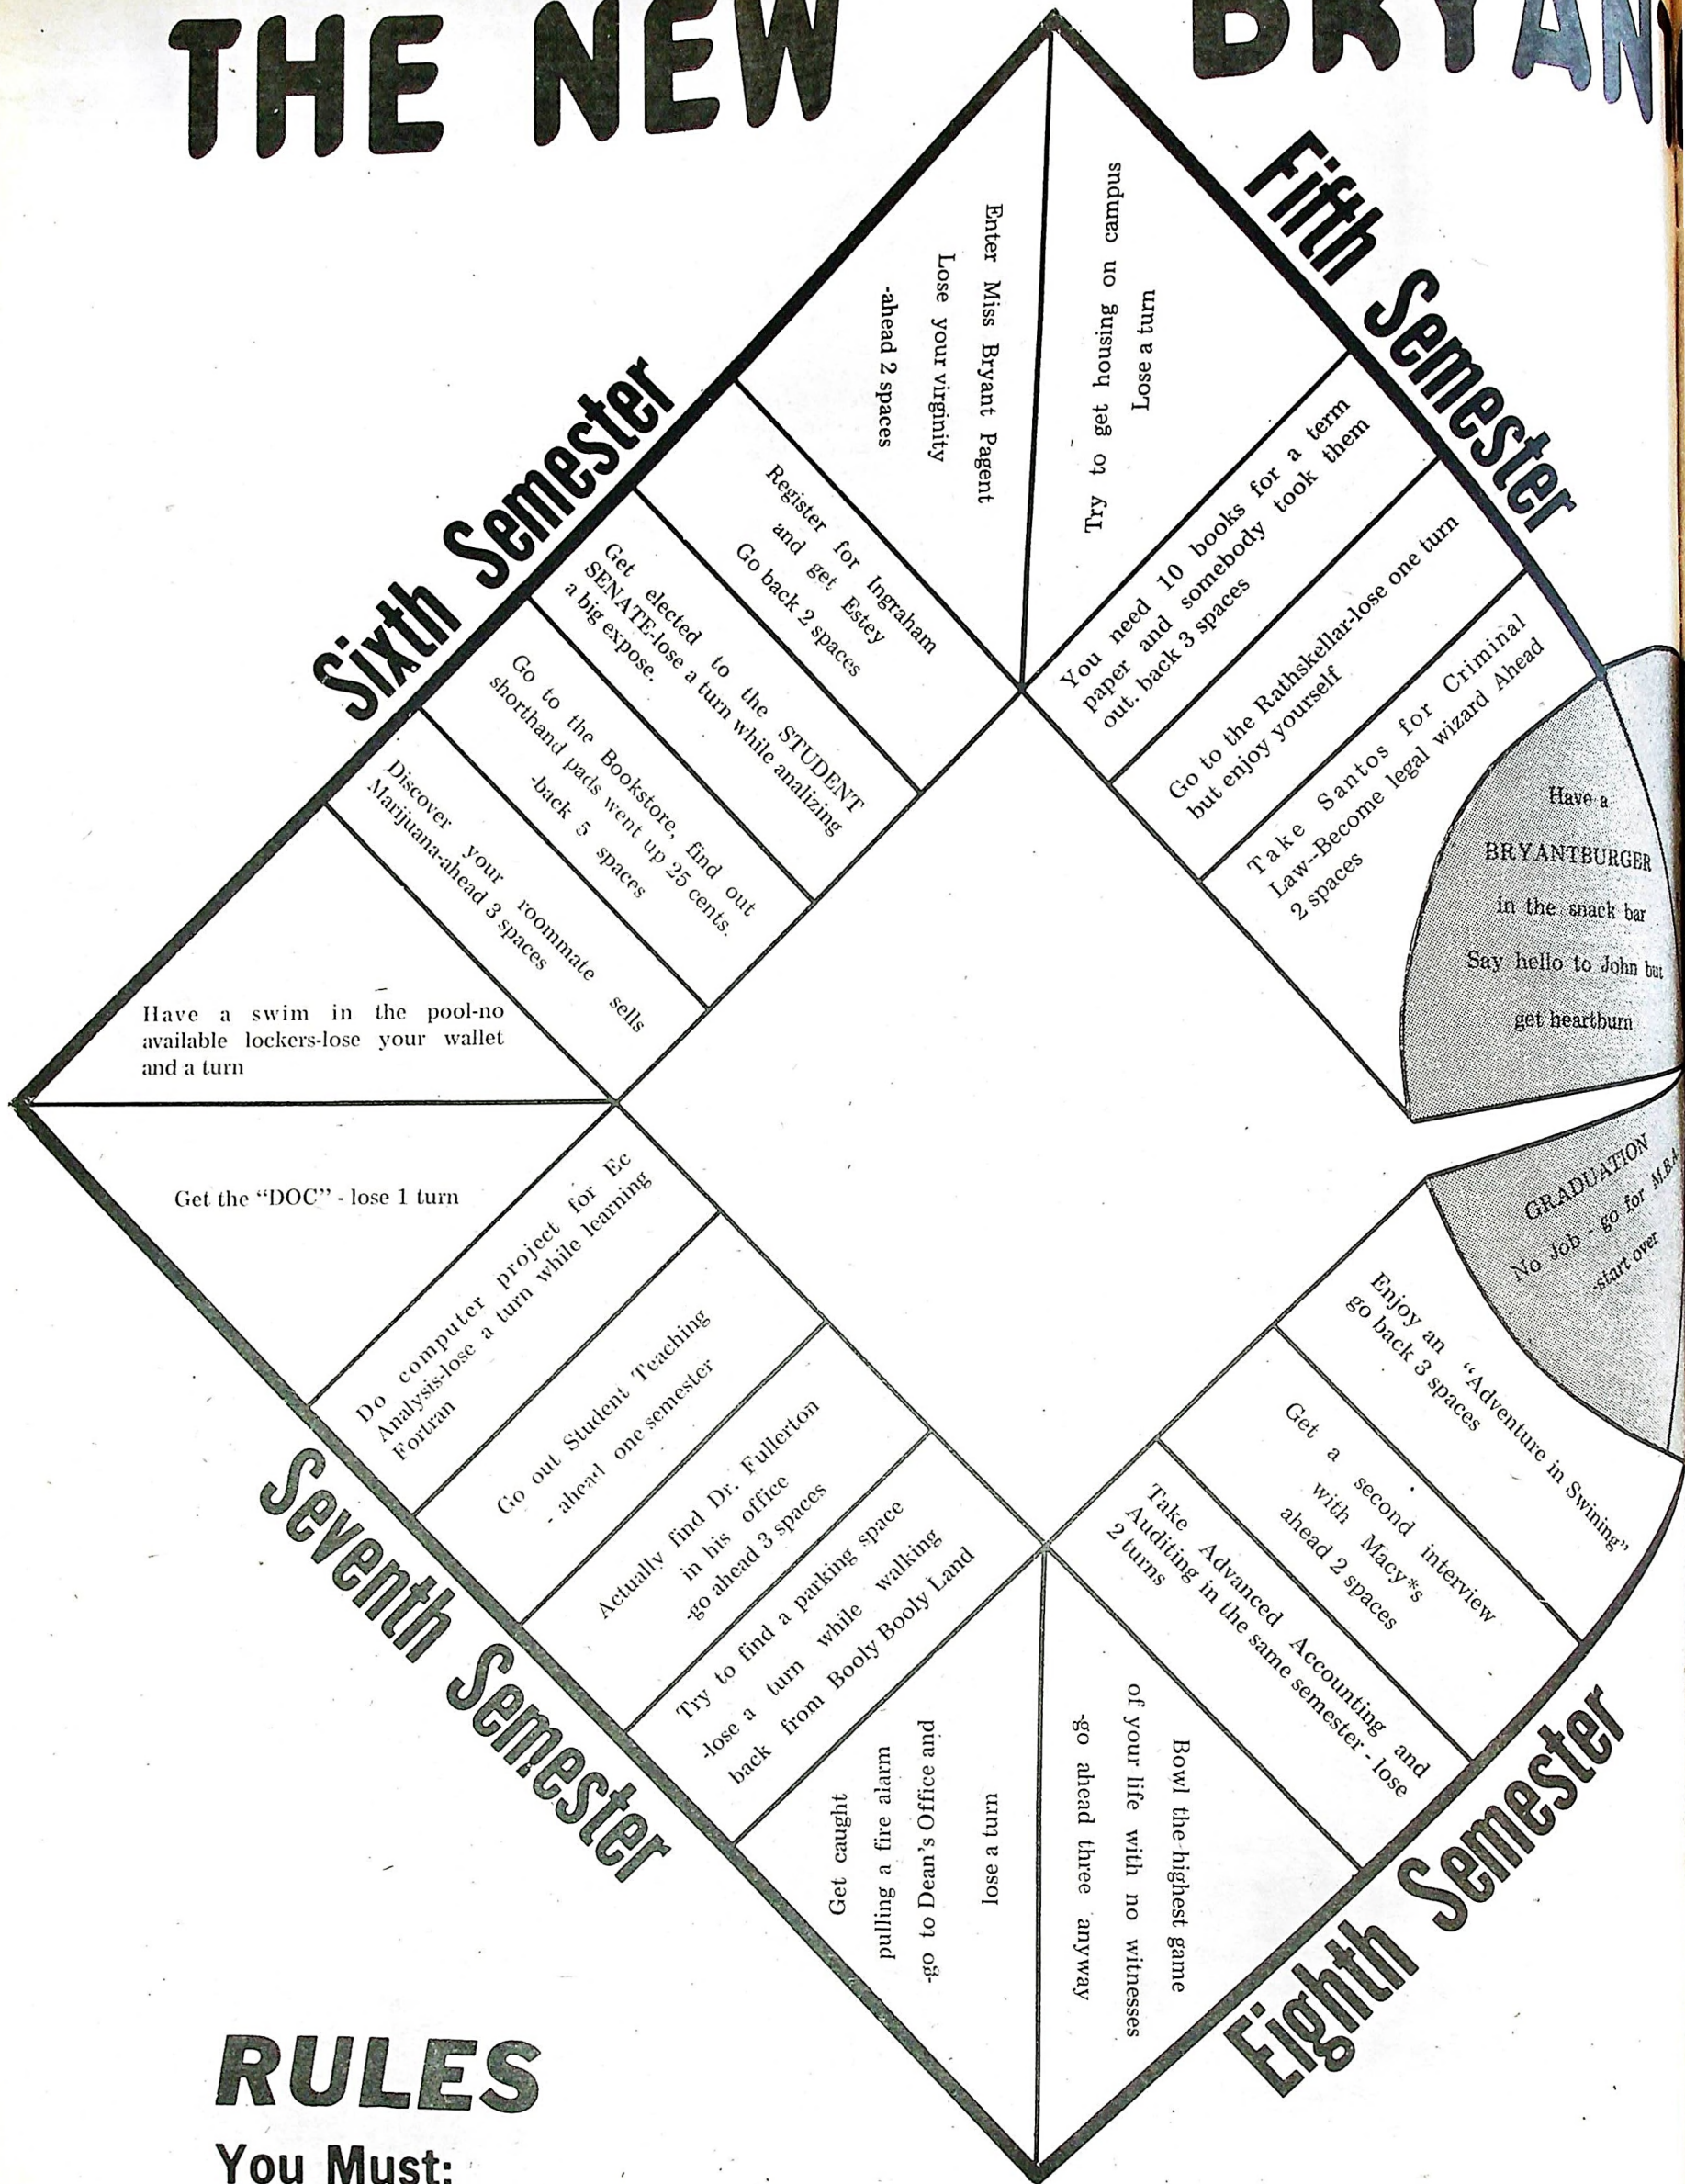 THE NEW BRYANT
Fifth Semester
Have a
BRYANTBURGER
in the snack bar
Say hello to John but
get heartburn
Take Santos for Criminal
Law--Become legal wizard Ahead
2 spaces
Go to the Rathskellar-lose one turn
but enjoy yourself
You need 10 books for a term
paper and somebody took them
out. back 3 spaces
Try to get housing on campus
Lose a turn
Sixth Semester
Enter Miss Bryant Pagent
Lose your virginity
-ahead 2 spaces
Register for Ingraham
and get Estey
Go back 2 spaces
Get elected to the STUDENT
SENATE-lose a turn while analizing
a big expose.
Go to the Bookstore, find out
shorthand pads went up 25 cents.
-back 5 spaces
Discover your roommate sells
Marijuana-ahead 3 spaces
Have a swim in the pool-no
available lockers-lose your wallet
and a turn
Seventh Semester
Get the “DOC” - lose 1 turn
Do computer project for Ec
Analysis-lose a turn while learning
Fortran
Go out Student Teaching
- ahead one semester
Actually find Dr. Fullerton
in his office
-go ahead 3 spaces
Try to find a parking space
-lose a turn while walking
back from Booly Booly Land
Get caught
pulling a fire alarm
-go to Dean's Office and
lose a turn
Eighth Semester
Bowl the highest game
of your life with no witnesses
-go ahead three anyway
Take Advanced Accounting and
Auditing in the same semester - lose
2 turns
Get a second interview
with Macy*s
ahead 2 spaces
Enjoy an “Adventure in Swining”
go back 3 spaces
GRADUATION
No Job - go for M.B.A.
-start over
RULES
You Must: